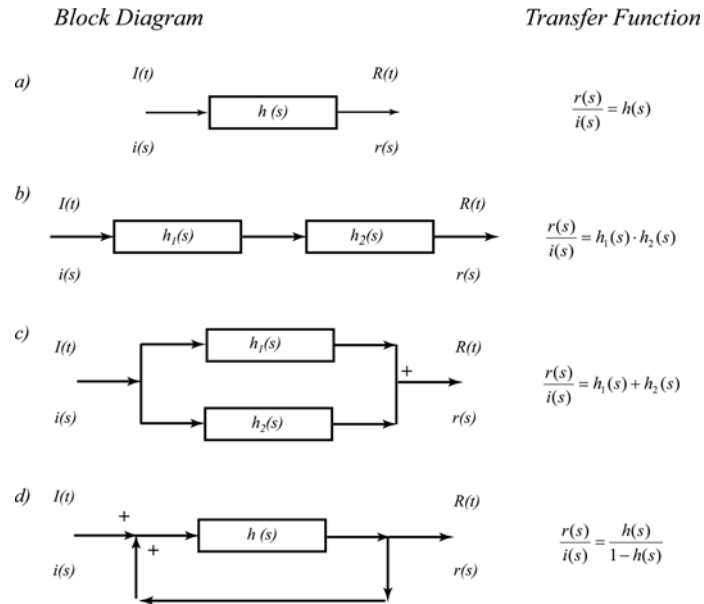 Block Diagram Transfer Function
a)
I(t) R(t)
h (s)
i(s) r(s)
r(s)/i(s) = h(s)
b)
I(t) R(t)
h₁(s) h₂(s)
i(s) r(s)
r(s)/i(s) = h₁(s)·h₂(s)
c)
I(t) R(t)
h₁(s)
+
i(s) r(s)
h₂(s)
r(s)/i(s) = h₁(s) + h₂(s)
d)
I(t) R(t)
+
h (s)
+
i(s) r(s)
r(s)/i(s) = h(s)/1−h(s)